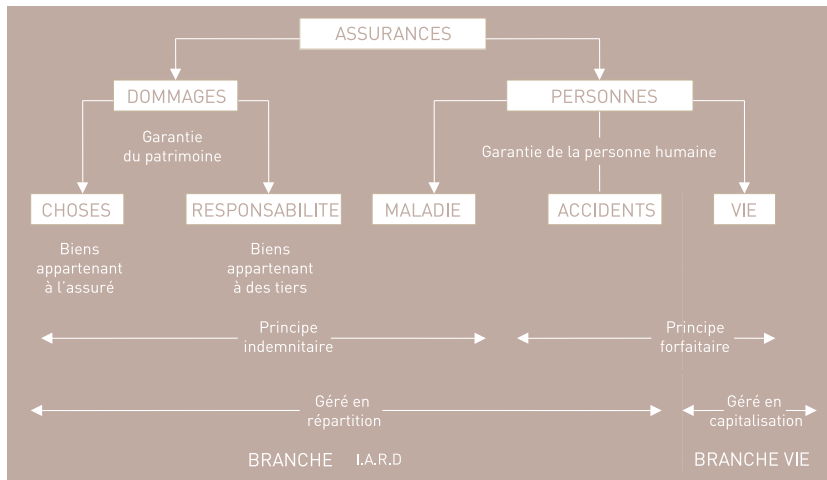 ASSURANCES
DOMMAGES
PERSONNES
Garantie
du patrimoine
Garantie de la personne humaine
CHOSES
RESPONSABILITE
MALADIE
ACCIDENTS
VIE
Biens
appartenant
à l'assuré
Biens
appartenant
à des tiers
Principe
indemnitaire
Principe
forfaitaire
Géré en
répartition
Géré en
capitalisation
BRANCHE I.A.R.D
BRANCHE VIE